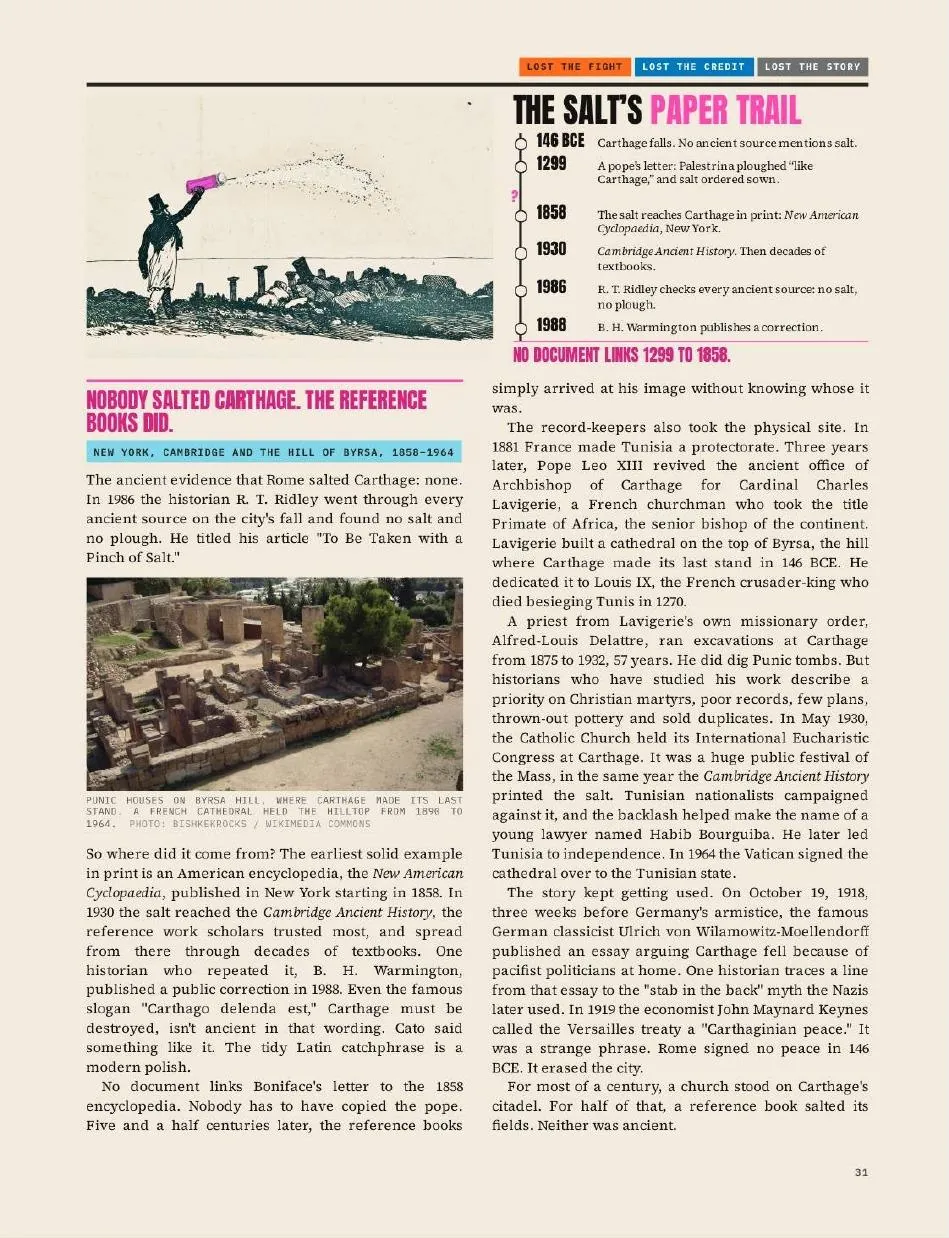 LOST THE FIGHT LOST THE CREDIT LOST THE STORY
THE SALT'S PAPER TRAIL
146 BCE Carthage falls. No ancient source mentions salt.
1299 A pope's letter: Palestrina ploughed “like
Carthage,” and salt ordered sown.
?
1858 The salt reaches Carthage in print: New American
Cyclopaedia, New York.
1930 Cambridge Ancient History. Then decades of
textbooks.
1986 R. T. Ridley checks every ancient source: no salt,
no plough.
1988 B. H. Warmington publishes a correction.
NO DOCUMENT LINKS 1299 TO 1858.
NOBODY SALTED CARTHAGE. THE REFERENCE
BOOKS DID.
NEW YORK, CAMBRIDGE AND THE HILL OF BYRSA, 1858–1964
The ancient evidence that Rome salted Carthage: none.
In 1986 the historian R. T. Ridley went through every
ancient source on the city's fall and found no salt and
no plough. He titled his article "To Be Taken with a
Pinch of Salt."
PUNIC HOUSES ON BYRSA HILL, WHERE CARTHAGE MADE ITS LAST
STAND. A FRENCH CATHEDRAL HELD THE HILLTOP FROM 1890 TO
1964. PHOTO: BISHKEKROCKS / WIKIMEDIA COMMONS
So where did it come from? The earliest solid example
in print is an American encyclopedia, the New American
Cyclopaedia, published in New York starting in 1858. In
1930 the salt reached the Cambridge Ancient History, the
reference work scholars trusted most, and spread
from there through decades of textbooks. One
historian who repeated it, B. H. Warmington,
published a public correction in 1988. Even the famous
slogan "Carthago delenda est," Carthage must be
destroyed, isn't ancient in that wording. Cato said
something like it. The tidy Latin catchphrase is a
modern polish.
No document links Boniface's letter to the 1858
encyclopedia. Nobody has to have copied the pope.
Five and a half centuries later, the reference books
simply arrived at his image without knowing whose it
was.
The record-keepers also took the physical site. In
1881 France made Tunisia a protectorate. Three years
later, Pope Leo XIII revived the ancient office of
Archbishop of Carthage for Cardinal Charles
Lavigerie, a French churchman who took the title
Primate of Africa, the senior bishop of the continent.
Lavigerie built a cathedral on the top of Byrsa, the hill
where Carthage made its last stand in 146 BCE. He
dedicated it to Louis IX, the French crusader-king who
died besieging Tunis in 1270.
A priest from Lavigerie's own missionary order,
Alfred-Louis Delattre, ran excavations at Carthage
from 1875 to 1932, 57 years. He did dig Punic tombs. But
historians who have studied his work describe a
priority on Christian martyrs, poor records, few plans,
thrown-out pottery and sold duplicates. In May 1930,
the Catholic Church held its International Eucharistic
Congress at Carthage. It was a huge public festival of
the Mass, in the same year the Cambridge Ancient History
printed the salt. Tunisian nationalists campaigned
against it, and the backlash helped make the name of a
young lawyer named Habib Bourguiba. He later led
Tunisia to independence. In 1964 the Vatican signed the
cathedral over to the Tunisian state.
The story kept getting used. On October 19, 1918,
three weeks before Germany's armistice, the famous
German classicist Ulrich von Wilamowitz-Moellendorff
published an essay arguing Carthage fell because of
pacifist politicians at home. One historian traces a line
from that essay to the "stab in the back" myth the Nazis
later used. In 1919 the economist John Maynard Keynes
called the Versailles treaty a "Carthaginian peace." It
was a strange phrase. Rome signed no peace in 146
BCE. It erased the city.
For most of a century, a church stood on Carthage's
citadel. For half of that, a reference book salted its
fields. Neither was ancient.
31